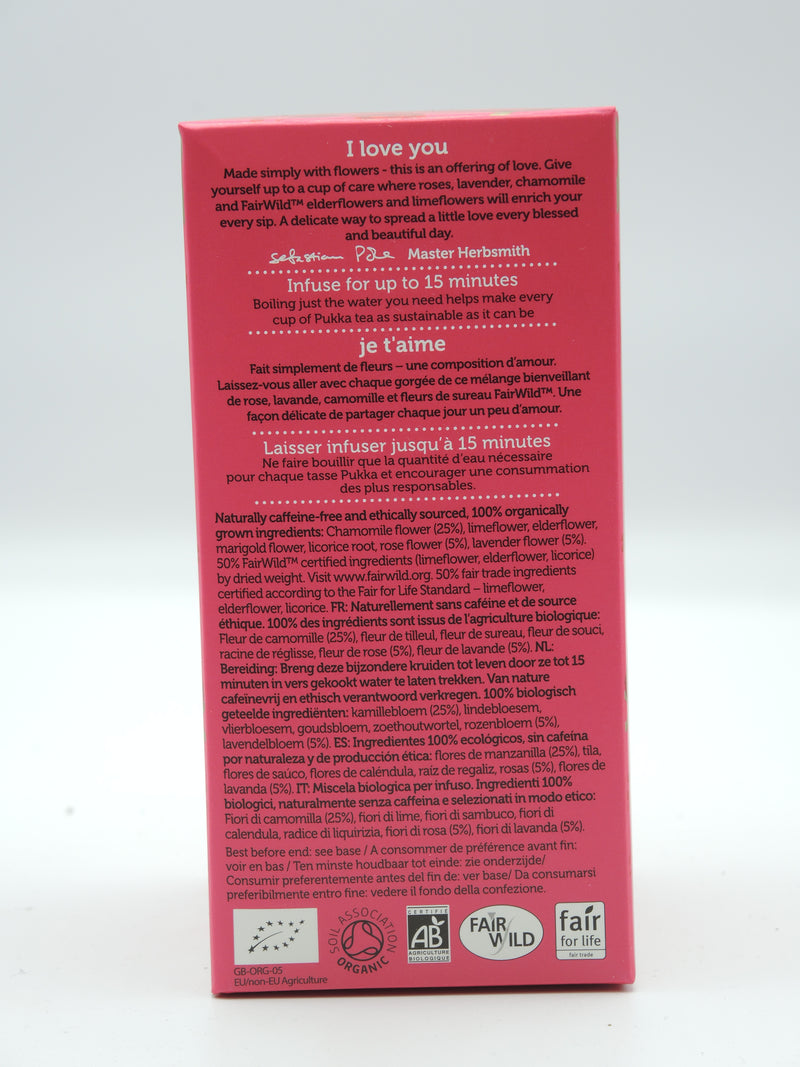 I love you
Made simply with flowers - this is an offering of love. Give
yourself up to a cup of care where roses, lavender, chamomile
and FairWild™ elderflowers and limeflowers will enrich your
every sip. A delicate way to spread a little love every blessed
and beautiful day.
Sebastian Pole Master Herbsmith
Infuse for up to 15 minutes
Boiling just the water you need helps make every
cup of Pukka tea as sustainable as it can be
je t'aime
Fait simplement de fleurs – une composition d'amour.
Laissez-vous aller avec chaque gorgée de ce mélange bienveillant
de rose, lavande, camomille et fleurs de sureau FairWild™. Une
façon délicate de partager chaque jour un peu d'amour.
Laisser infuser jusqu'à 15 minutes
Ne faire bouillir que la quantité d'eau nécessaire
pour chaque tasse Pukka et encourager une consummation
des plus responsables.
Naturally caffeine-free and ethically sourced, 100% organically
grown ingredients: Chamomile flower (25%), limeflower, elderflower,
marigold flower, licorice root, rose flower (5%), lavender flower (5%).
50% FairWild™ certified ingredients (limeflower, elderflower, licorice)
by dried weight. Visit www.fairwild.org. 50% fair trade ingredients
certified according to the Fair for Life Standard – limeflower,
elderflower, licorice. FR: Naturellement sans caféine et de source
éthique. 100% des ingrédients sont issus de l'agriculture biologique:
Fleur de camomille (25%), fleur de tilleul, fleur de sureau, fleur de souci,
racine de réglisse, fleur de rose (5%), fleur de lavande (5%). NL:
Bereiding: Breng deze bijzondere kruiden tot leven door ze tot 15
minuten in vers gekookt water te laten trekken. Van nature
cafeïnevrij en ethisch verantwoord verkregen. 100% biologisch
geteelde ingrediënten: kamillebloem (25%), lindebloesem,
vlierbloesem, goudsbloem, zoethoutwortel, rozenbloem (5%),
lavendelbloem (5%). ES: Ingredientes 100% ecológicos, sin cafeína
por naturaleza y de producción ética: flores de manzanilla (25%), tila,
flores de saúco, flores de caléndula, raíz de regaliz, rosas (5%), flores de
lavanda (5%). IT: Miscela biologica per infuso. Ingredienti 100%
biologici, naturalmente senza caffeina e selezionati in modo etico:
Fiori di camomilla (25%), fiori di lime, fiori di sambuco, fiori di
calendula, radice di liquirizia, fiori di rosa (5%), fiori di lavanda (5%).
Best before end: see base / A consommer de préférence avant fin:
voir en bas / Ten minste houdbaar tot einde: zie onderzijde/
Consumir preferentemente antes del fin de: ver base/ Da consumarsi
preferibilmente entro fine: vedere il fondo della confezione.
GB-ORG-05
EU/non-EU Agriculture
SOIL ASSOCIATION
ORGANIC
CERTIFIÉ
AB
AGRICULTURE
BIOLOGIQUE
FAIR
WILD
fair
for life
fair trade